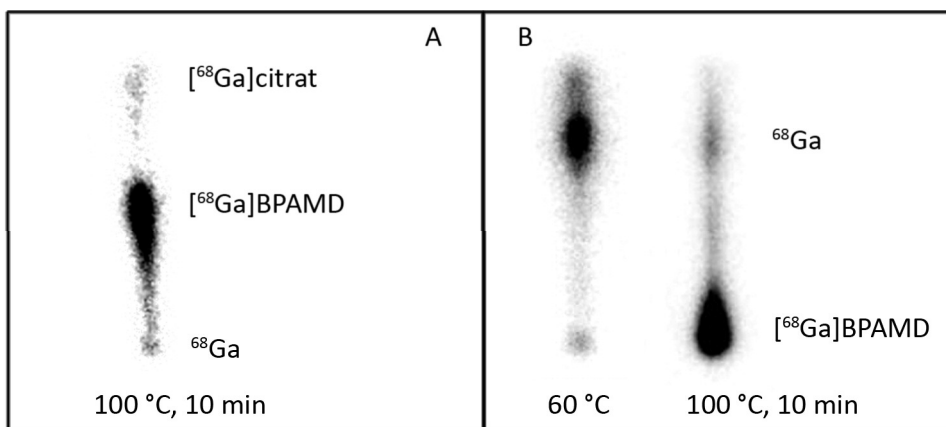 A
[⁶⁸Ga]citrat
[⁶⁸Ga]BPAMD
⁶⁸Ga
100 °C, 10 min
B
⁶⁸Ga
[⁶⁸Ga]BPAMD
60 °C
100 °C, 10 min